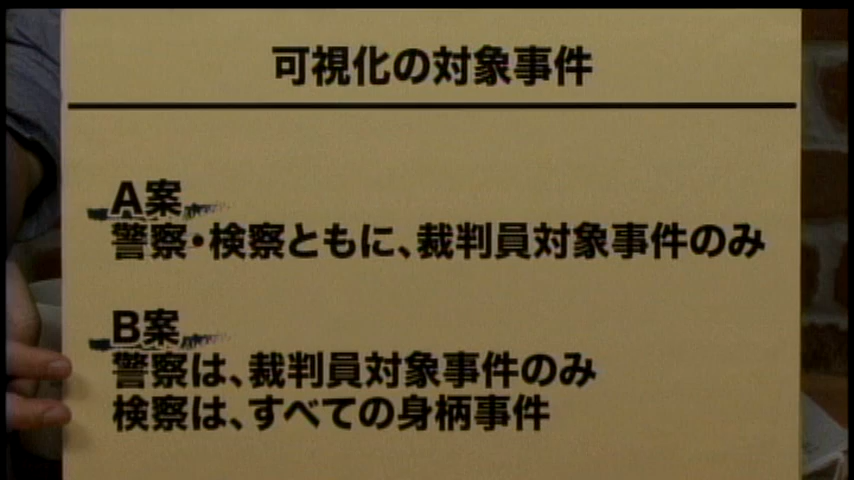 可視化の対象事件
A案
警察・検察ともに、裁判員対象事件のみ
B案
警察は、裁判員対象事件のみ
検察は、すべての身柄事件